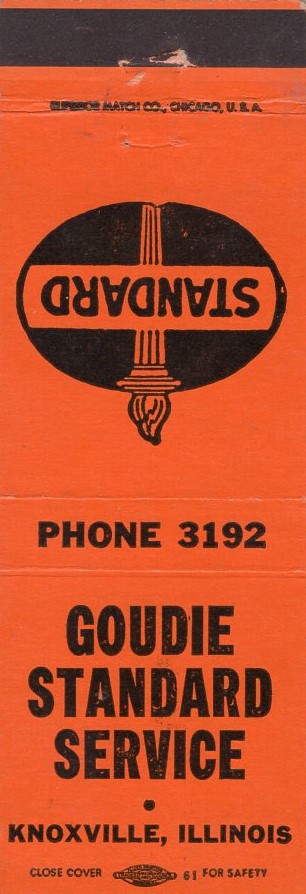 SUPERIOR MATCH CO., CHICAGO, U.S.A.
STANDARD
PHONE 3192
GOUDIE
STANDARD
SERVICE
•
KNOXVILLE, ILLINOIS
CLOSE COVER 61 FOR SAFETY